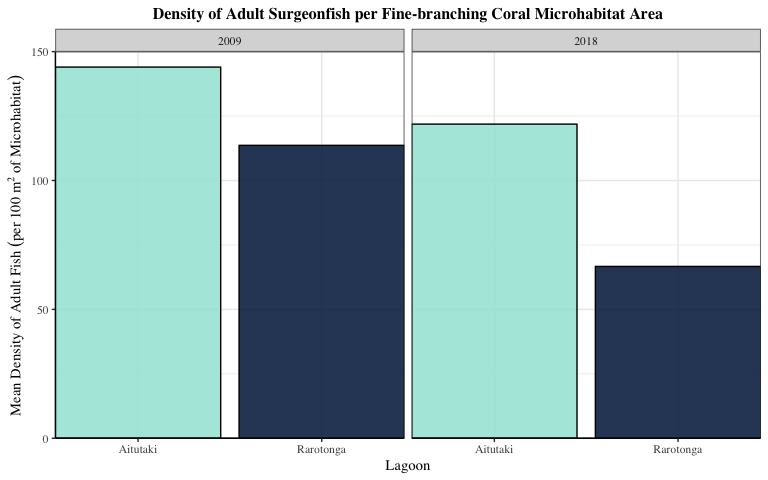 Density of Adult Surgeonfish per Fine-branching Coral Microhabitat Area
2009
2018
Mean Density of Adult Fish (per 100 m² of Microhabitat)
150
100
50
0
Aitutaki
Rarotonga
Aitutaki
Rarotonga
Lagoon